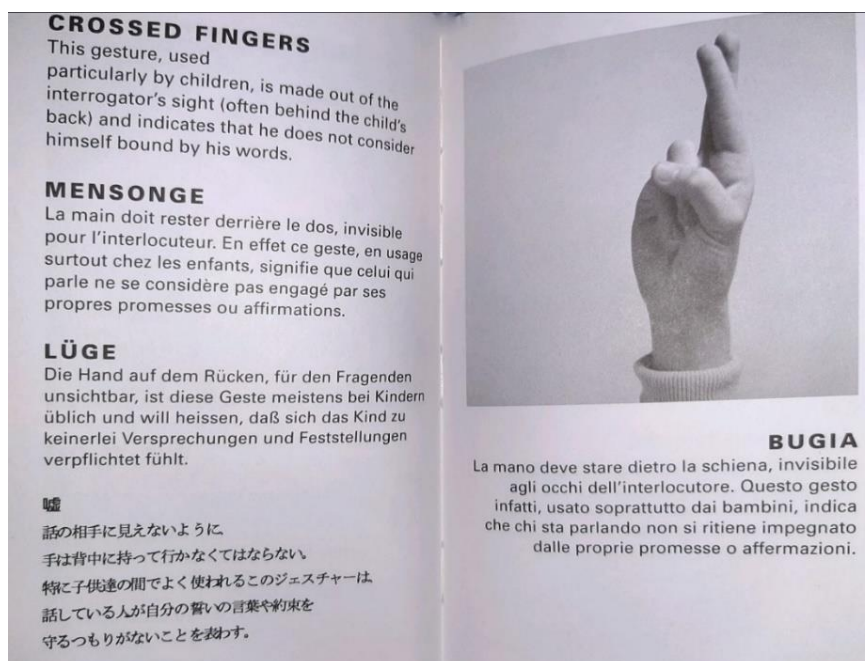 CROSSED FINGERS
This gesture, used
particularly by children, is made out of the
interrogator's sight (often behind the child's
back) and indicates that he does not consider
himself bound by his words.
MENSONGE
La main doit rester derrière le dos, invisible
pour l'interlocuteur. En effet ce geste, en usage
surtout chez les enfants, signifie que celui qui
parle ne se considère pas engagé par ses
propres promesses ou affirmations.
LÜGE
Die Hand auf dem Rücken, für den Fragenden
unsichtbar, ist diese Geste meistens bei Kindern
üblich und will heissen, daß sich das Kind zu
keinerlei Versprechungen und Feststellungen
verpflichtet fühlt.
嘘
話の相手に見えないように、
手は背中に持って行かなくてはならない。
特に子供達の間でよく使われるこのジェスチャーは、
話している人が自分の誓いの言葉や約束を
守るつもりがないことを表わす。
BUGIA
La mano deve stare dietro la schiena, invisibile
agli occhi dell'interlocutore. Questo gesto
infatti, usato soprattutto dai bambini, indica
che chi sta parlando non si ritiene impegnato
dalle proprie promesse o affermazioni.